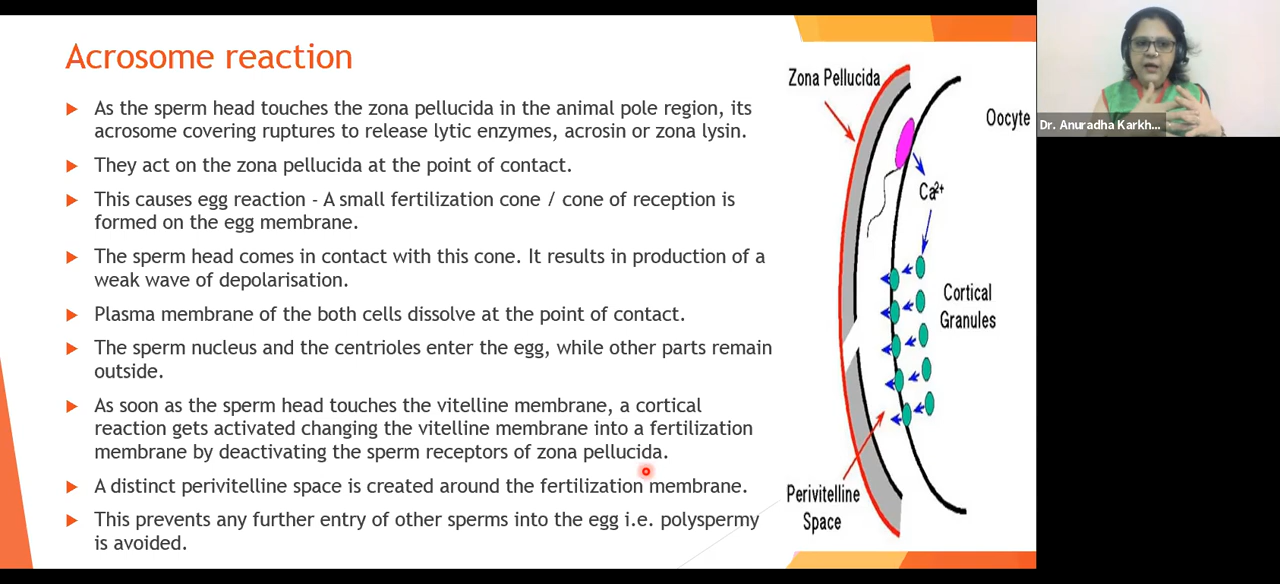 Acrosome reaction
As the sperm head touches the zona pellucida in the animal pole region, its
acrosome covering ruptures to release lytic enzymes, acrosin or zona lysin.
They act on the zona pellucida at the point of contact.
This causes egg reaction - A small fertilization cone / cone of reception is
formed on the egg membrane.
The sperm head comes in contact with this cone. It results in production of a
weak wave of depolarisation.
Plasma membrane of the both cells dissolve at the point of contact.
The sperm nucleus and the centrioles enter the egg, while other parts remain
outside.
As soon as the sperm head touches the vitelline membrane, a cortical
reaction gets activated changing the vitelline membrane into a fertilization
membrane by deactivating the sperm receptors of zona pellucida.
A distinct perivitelline space is created around the fertilization membrane.
This prevents any further entry of other sperms into the egg i.e. polyspermy
is avoided.
Zona Pellucida
Oocyte
Ca2+
Cortical
Granules
Perivitelline
Space
Dr. Anuradha Karkh...